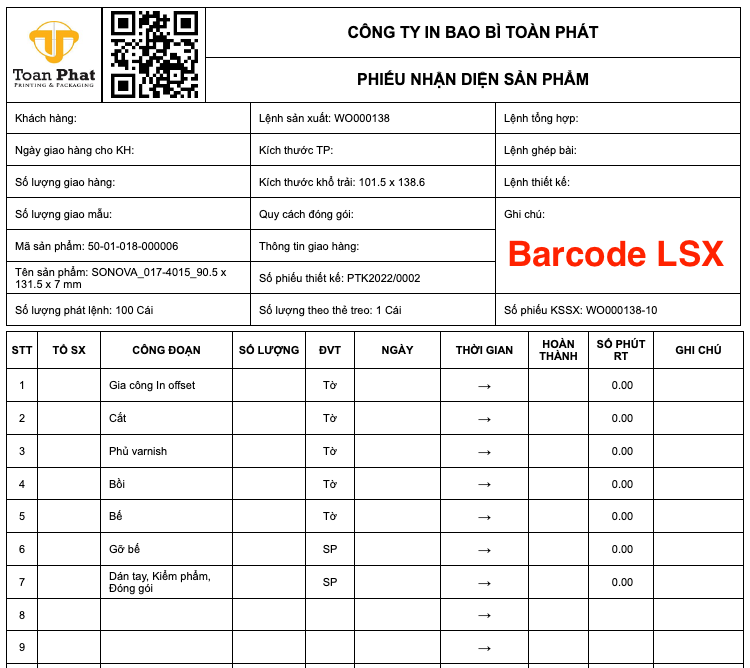 Toan Phat
PRINTING & PACKAGING
CÔNG TY IN BAO BÌ TOÀN PHÁT
PHIẾU NHẬN DIỆN SẢN PHẨM
Khách hàng:
Lệnh sản xuất: WO000138
Lệnh tổng hợp:
Ngày giao hàng cho KH:
Kích thước TP:
Lệnh ghép bài:
Số lượng giao hàng:
Kích thước khổ trải: 101.5 x 138.6
Lệnh thiết kế:
Số lượng giao mẫu:
Quy cách đóng gói:
Ghi chú:
Barcode LSX
Mã sản phẩm: 50-01-018-000006
Thông tin giao hàng:
Tên sản phẩm: SONOVA_017-4015_90.5 x
131.5 x 7 mm
Số phiếu thiết kế: PTK2022/0002
Số lượng phát lệnh: 100 Cái
Số lượng theo thẻ treo: 1 Cái
Số phiếu KSSX: WO000138-10
STT TỔ SX CÔNG ĐOẠN SỐ LƯỢNG ĐVT NGÀY THỜI GIAN HOÀN THÀNH SỐ PHÚT RT GHI CHÚ
1 Gia công In offset Tờ → 0.00
2 Cắt Tờ → 0.00
3 Phủ varnish Tờ → 0.00
4 Bồi Tờ → 0.00
5 Bế Tờ → 0.00
6 Gỡ bế SP → 0.00
7 Dán tay, Kiểm phẩm, Đóng gói SP → 0.00
8 →
9 →